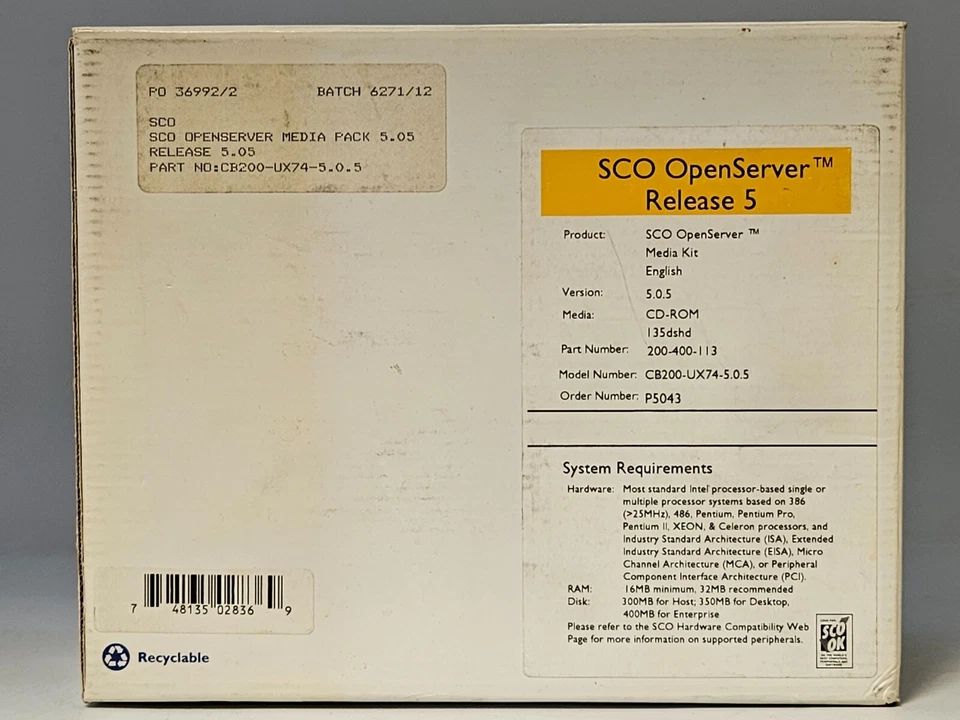 PO 36992/2 BATCH 6271/12
SCO
SCO OPENSERVER MEDIA PACK 5.05
RELEASE 5.05
PART NO:CB200-UX74-5.0.5
SCO OpenServer™
Release 5
Product: SCO OpenServer ™
Media Kit
English
Version: 5.0.5
Media: CD-ROM
135dshd
Part Number: 200-400-113
Model Number: CB200-UX74-5.0.5
Order Number: P5043
System Requirements
Hardware: Most standard Intel processor-based single or
multiple processor systems based on 386
(>25MHz), 486, Pentium, Pentium Pro,
Pentium II, XEON, & Celeron processors, and
Industry Standard Architecture (ISA), Extended
Industry Standard Architecture (EISA), Micro
Channel Architecture (MCA), or Peripheral
Component Interface Architecture (PCI).
RAM: 16MB minimum, 32MB recommended
Disk: 300MB for Host; 350MB for Desktop,
400MB for Enterprise
Please refer to the SCO Hardware Compatibility Web
Page for more information on supported peripherals.
SCO
OK
7 48135 02836 9
Recyclable